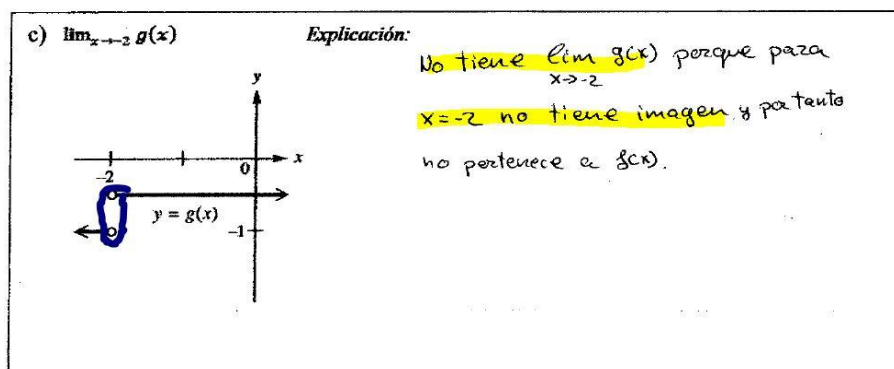 c) lim x→-2 g(x) Explicación:
No tiene lim g(x) porque para
x→-2
x=-2 no tiene imagen y por tanto
no pertenece a f(x).
y
x
-2
0
y = g(x)
-1